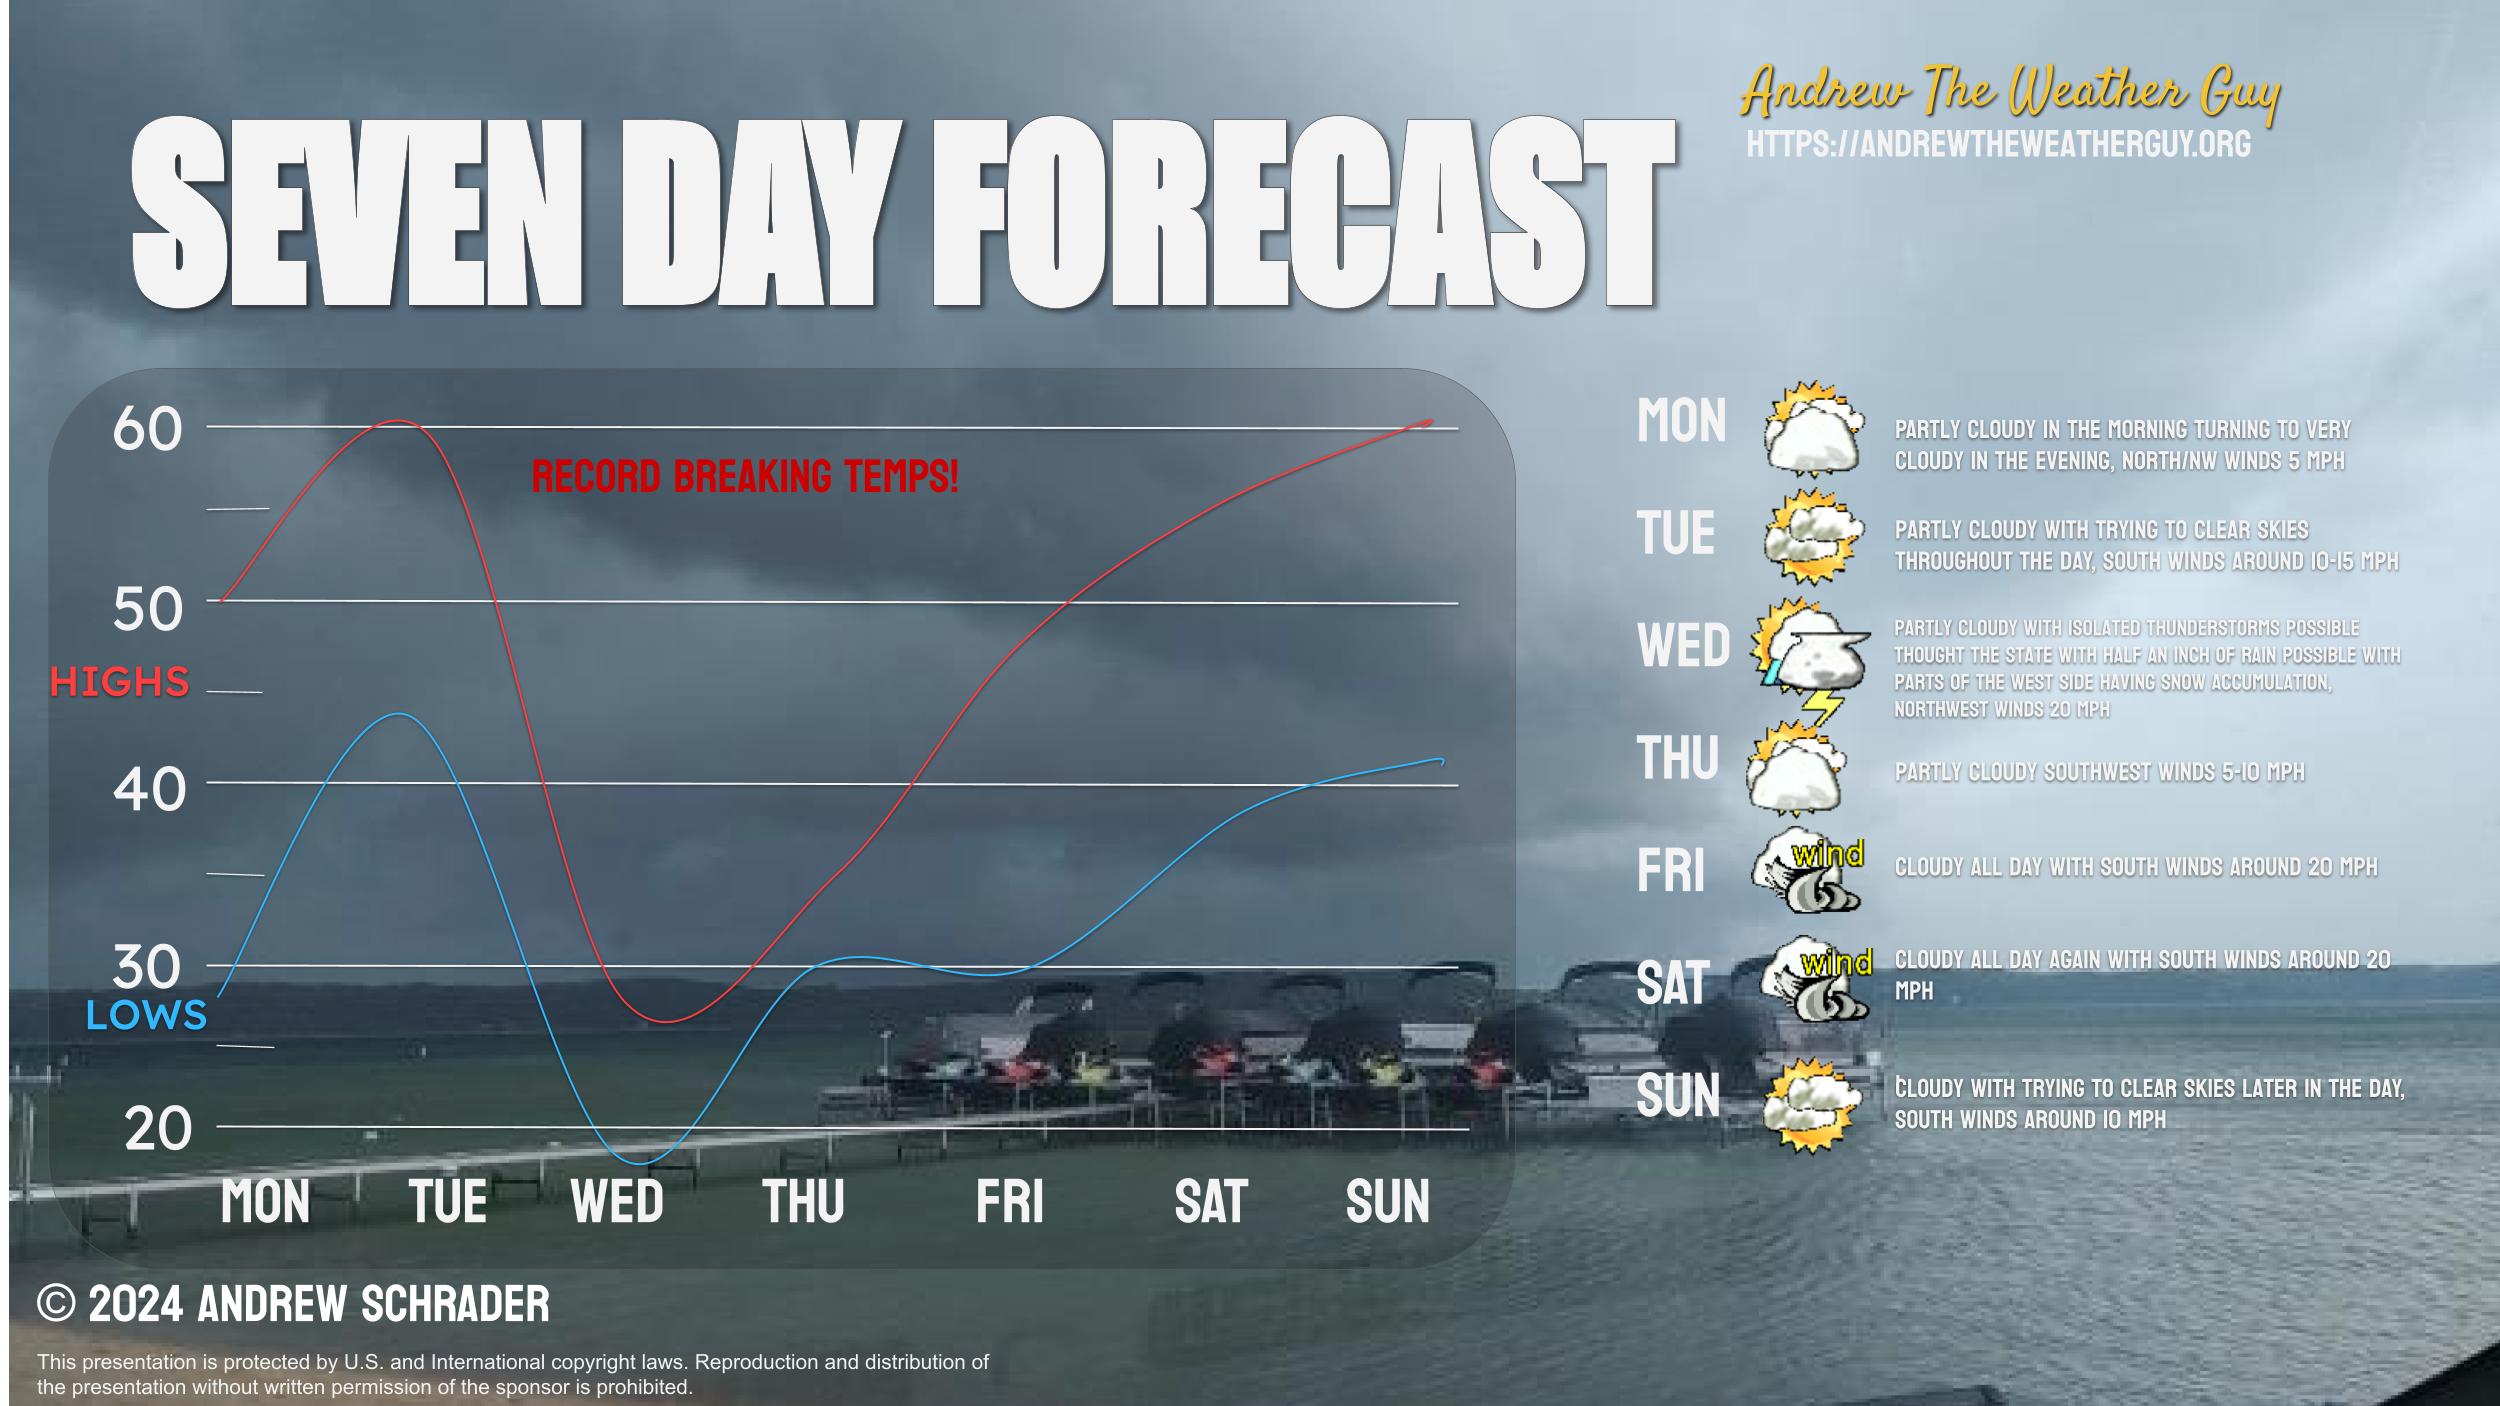 Andrew The Weather Guy
HTTPS://ANDREWTHEWEATHERGUY.ORG
SEVEN DAY FORECAST
60
RECORD BREAKING TEMPS!
50
HIGHS
40
30
LOWS
20
MON
TUE
WED
THU
FRI
SAT
SUN
MON
PARTLY CLOUDY IN THE MORNING TURNING TO VERY
CLOUDY IN THE EVENING, NORTH/NW WINDS 5 MPH
TUE
PARTLY CLOUDY WITH TRYING TO CLEAR SKIES
THROUGHOUT THE DAY, SOUTH WINDS AROUND 10-15 MPH
WED
PARTLY CLOUDY WITH ISOLATED THUNDERSTORMS POSSIBLE
THOUGHT THE STATE WITH HALF AN INCH OF RAIN POSSIBLE WITH
PARTS OF THE WEST SIDE HAVING SNOW ACCUMULATION,
NORTHWEST WINDS 20 MPH
THU
PARTLY CLOUDY SOUTHWEST WINDS 5-10 MPH
FRI
wind
CLOUDY ALL DAY WITH SOUTH WINDS AROUND 20 MPH
SAT
wind
CLOUDY ALL DAY AGAIN WITH SOUTH WINDS AROUND 20
MPH
SUN
CLOUDY WITH TRYING TO CLEAR SKIES LATER IN THE DAY,
SOUTH WINDS AROUND 10 MPH
© 2024 ANDREW SCHRADER
This presentation is protected by U.S. and International copyright laws. Reproduction and distribution of
the presentation without written permission of the sponsor is prohibited.